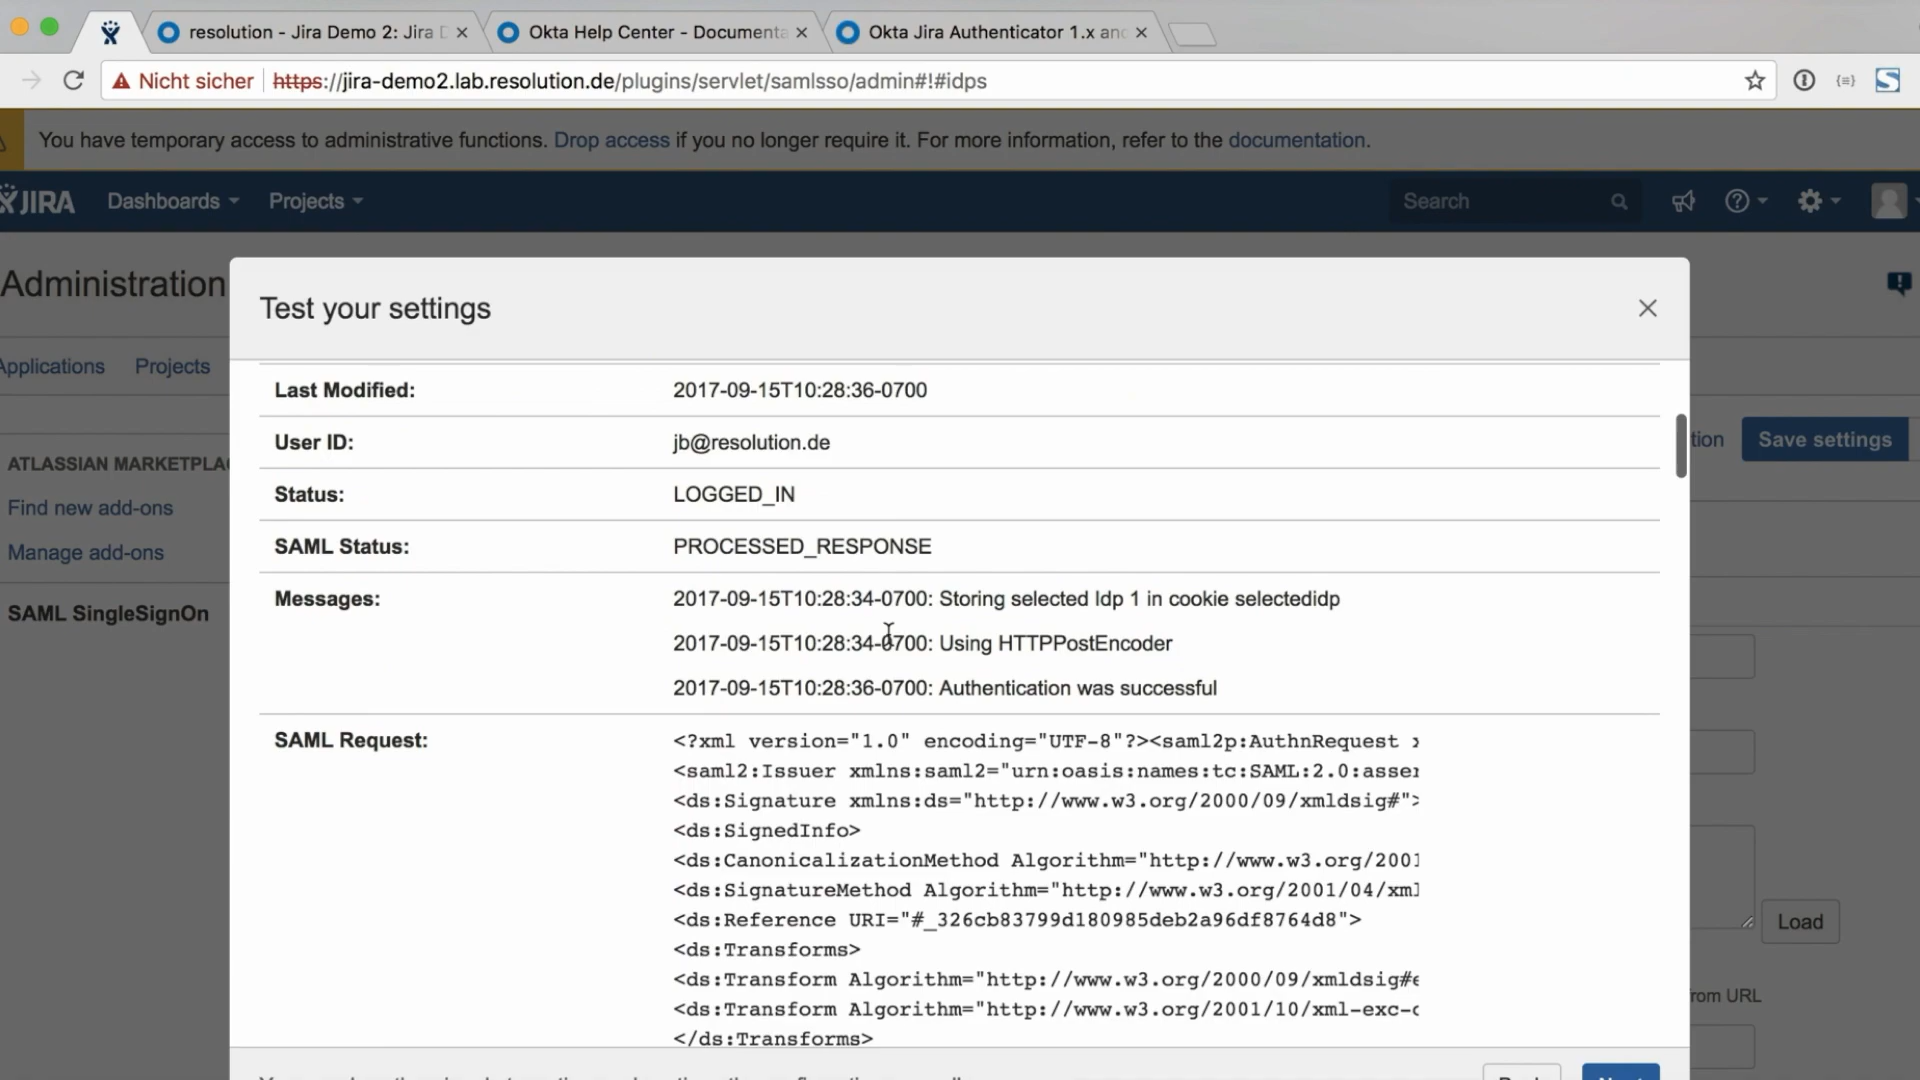 resolution - Jira Demo 2: Jira
Okta Help Center - Documenta
Okta Jira Authenticator 1.x and
Nicht sicher
https://jira-demo2.lab.resolution.de/plugins/servlet/samlsso/admin#!#idps
You have temporary access to administrative functions. Drop access if you no longer require it. For more information, refer to the documentation.
JIRA
Dashboards
Projects
Search
Administration
Test your settings
Applications
Projects
Last Modified: 2017-09-15T10:28:36-0700
User ID: jb@resolution.de
tion
Save settings
ATLASSIAN MARKETPLA
Find new add-ons
Manage add-ons
SAML SingleSignOn
Status: LOGGED_IN
SAML Status: PROCESSED_RESPONSE
Messages: 2017-09-15T10:28:34-0700: Storing selected Idp 1 in cookie selectedidp
2017-09-15T10:28:34-0700: Using HTTPPostEncoder
2017-09-15T10:28:36-0700: Authentication was successful
SAML Request: <?xml version="1.0" encoding="UTF-8"?><saml2p:AuthnRequest x
<saml2:Issuer xmlns:saml2="urn:oasis:names:tc:SAML:2.0:asser
<ds:Signature xmlns:ds="http://www.w3.org/2000/09/xmldsig#">
<ds:SignedInfo>
<ds:CanonicalizationMethod Algorithm="http://www.w3.org/2001
<ds:SignatureMethod Algorithm="http://www.w3.org/2001/04/xml
<ds:Reference URI="#_326cb83799d180985deb2a96df8764d8">
<ds:Transforms>
<ds:Transform Algorithm="http://www.w3.org/2000/09/xmldsig#e
<ds:Transform Algorithm="http://www.w3.org/2001/10/xml-exc-c
</ds:Transforms>
Load
rom URL